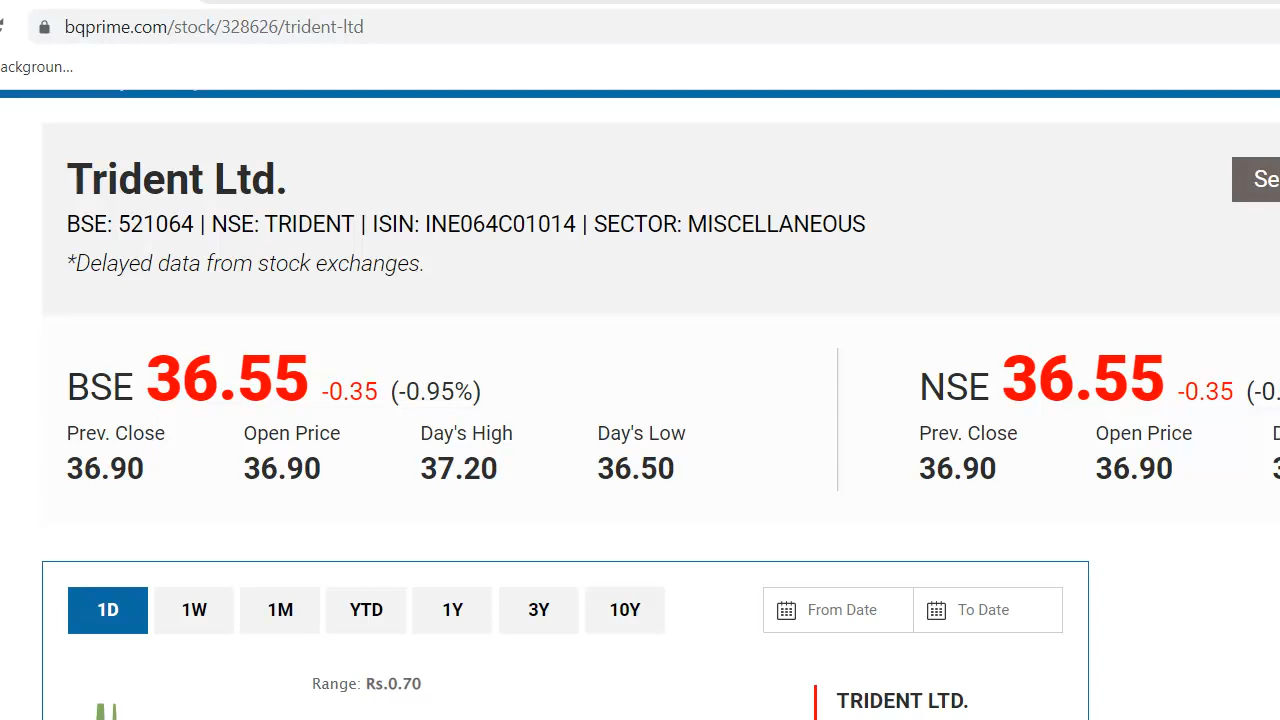 bqprime.com/stock/328626/trident-ltd
ackgroun...
Trident Ltd.
Se
BSE: 521064 | NSE: TRIDENT | ISIN: INE064C01014 | SECTOR: MISCELLANEOUS
*Delayed data from stock exchanges.
BSE 36.55 -0.35 (-0.95%)
Prev. Close Open Price Day's High Day's Low
36.90 36.90 37.20 36.50
NSE 36.55 -0.35 (-0.
Prev. Close Open Price
36.90 36.90
1D 1W 1M YTD 1Y 3Y 10Y From Date To Date
Range: Rs.0.70
TRIDENT LTD.